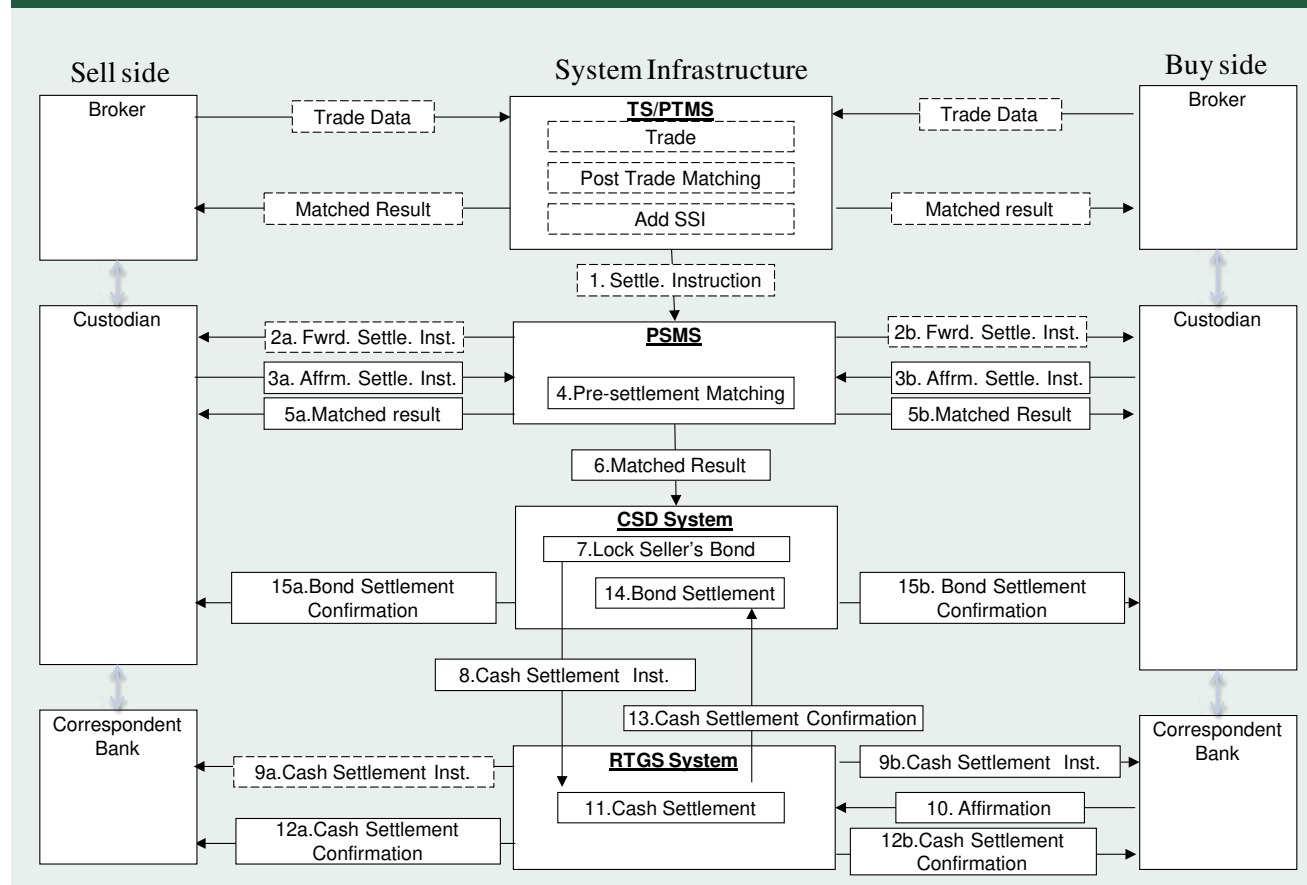 Sell side
System Infrastructure
Buy side
Broker
Trade Data
TS/PTMS
Trade
Post Trade Matching
Add SSI
Trade Data
Broker
Matched Result
Matched result
1. Settle. Instruction
Custodian
2a. Fwrd. Settle. Inst.
3a. Affrm. Settle. Inst.
5a.Matched result
PSMS
4.Pre-settlement Matching
2b. Fwrd. Settle. Inst.
3b. Affrm. Settle. Inst.
5b.Matched Result
Custodian
6.Matched Result
CSD System
7.Lock Seller's Bond
14.Bond Settlement
15a.Bond Settlement
Confirmation
15b. Bond Settlement
Confirmation
8.Cash Settlement Inst.
13.Cash Settlement Confirmation
Correspondent
Bank
9a.Cash Settlement Inst.
12a.Cash Settlement
Confirmation
RTGS System
11.Cash Settlement
9b.Cash Settlement Inst.
10. Affirmation
12b.Cash Settlement
Confirmation
Correspondent
Bank